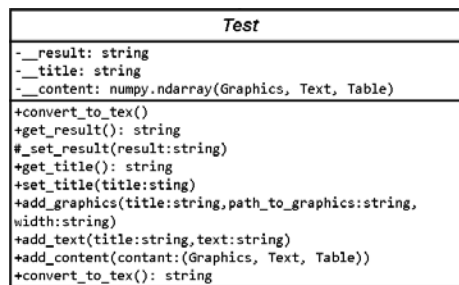 Test
-__result: string
-__title: string
-__content: numpy.ndarray(Graphics, Text, Table)
+convert_to_tex()
+get_result(): string
#_set_result(result:string)
+get_title(): string
+set_title(title:sting)
+add_graphics(title:string,path_to_graphics:string,
width:string)
+add_text(title:string,text:string)
+add_content(contant:(Graphics, Text, Table))
+convert_to_tex(): string